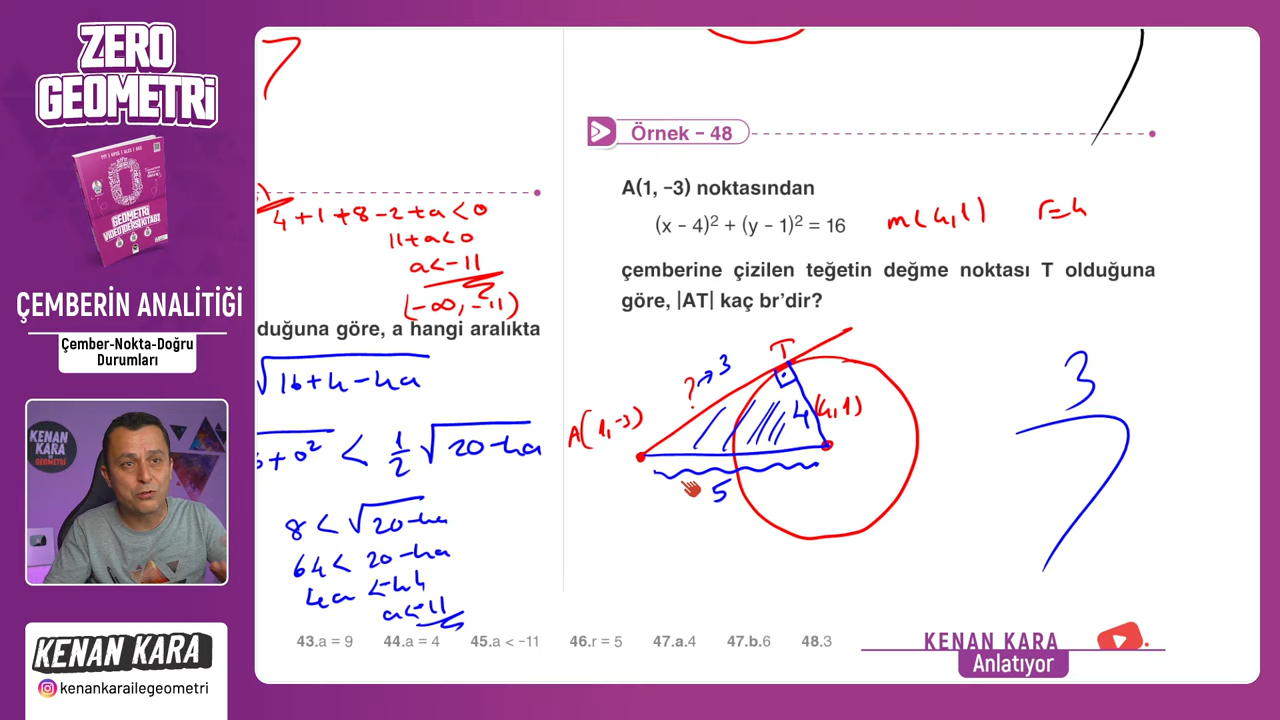 ZERO
GEOMETRİ
GEOMETRİ
VİDEO DERS KİTABI
ÇEMBERİN ANALİTİĞİ
Çember-Nokta-Doğru
Durumları
KENAN
KARA
GEOMETRİ
KENAN KARA
kenankarailegeometri
7
4+1+8-2+a<0
11+a<0
a<-11
(-∞, -11)
duğuna göre, a hangi aralıkta
√16+4-4a
+0² < 1/2 √20-4a
8<√20-4a
64<20-4a
4a<-44
a<-11
Örnek – 48
A(1, –3) noktasından
(x – 4)² + (y – 1)² = 16 m(4,1) r=4
çemberine çizilen teğetin değme noktası T olduğuna
göre, |AT| kaç br'dir?
T
?→3
A(1,-3)
4
(4,1)
5
3
43.a = 9 44.a = 4 45.a < –11 46.r = 5 47.a.4 47.b.6 48.3
KENAN KARA
Anlatıyor